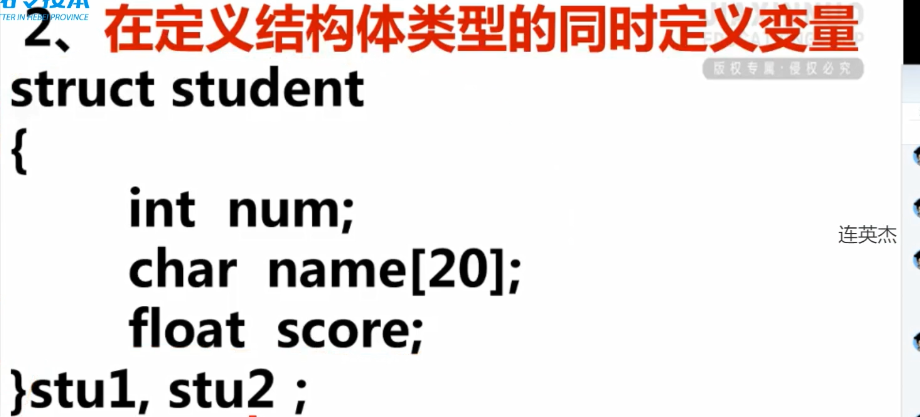 TTER IN HEBEI PROVINCE
2、在定义结构体类型的同时定义变量
版权专属·侵权必究
struct student
{
int num;
char name[20];
float score;
}stu1, stu2 ;
连英杰